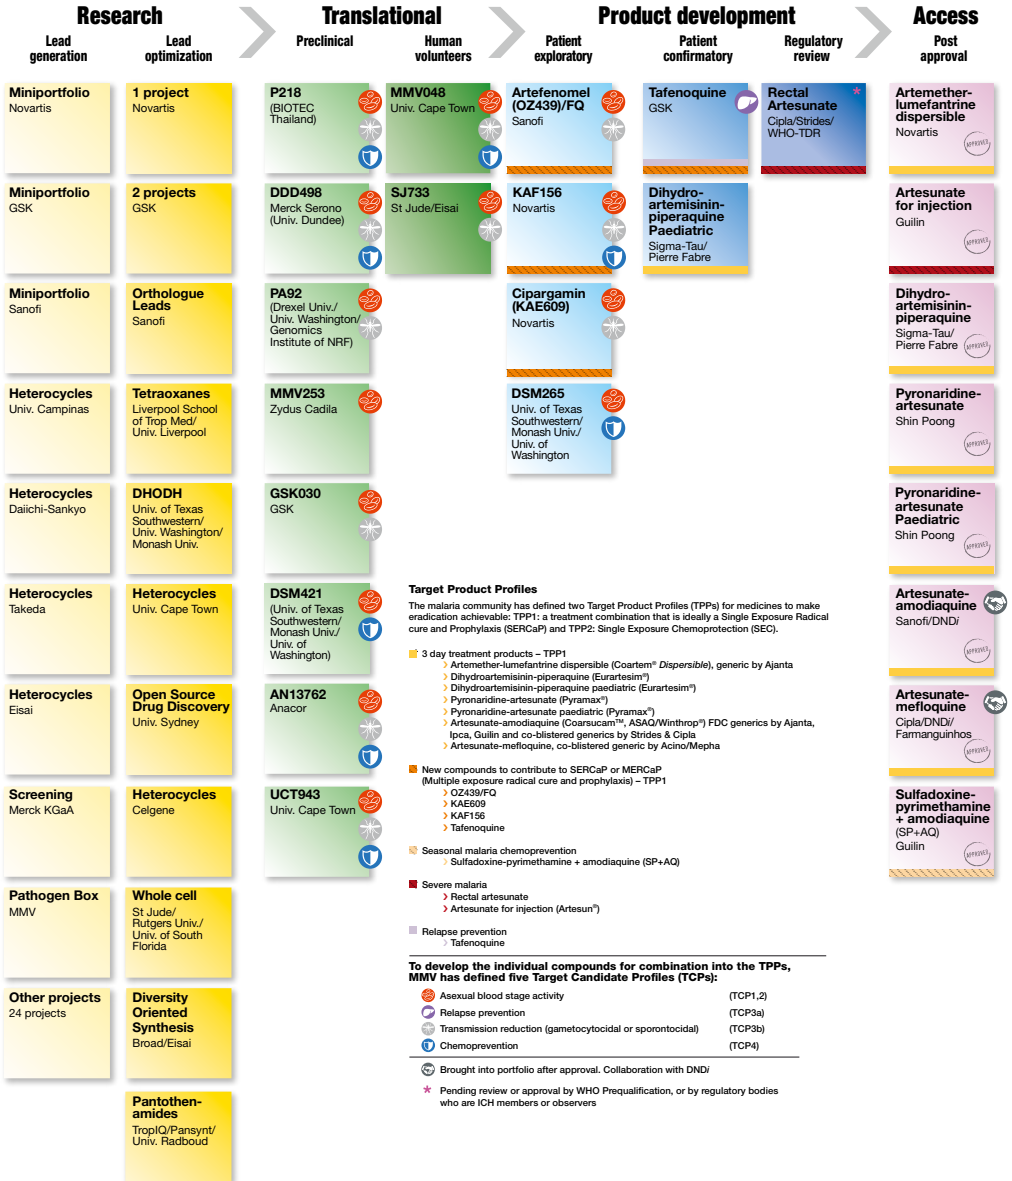 Research
Translational
Product development
Access
Lead
generation
Lead
optimization
Preclinical
Human
volunteers
Patient
exploratory
Patient
confirmatory
Regulatory
review
Post
approval
Miniportfolio
Novartis
Miniportfolio
GSK
Miniportfolio
Sanofi
Heterocycles
Univ. Campinas
Heterocycles
Daiichi-Sankyo
Heterocycles
Takeda
Heterocycles
Eisai
Screening
Merck KGaA
Pathogen Box
MMV
Other projects
24 projects
1 project
Novartis
2 projects
GSK
Orthologue
Leads
Sanofi
Tetraoxanes
Liverpool School
of Trop Med/
Univ. Liverpool
DHODH
Univ. of Texas
Southwestern/
Univ. Washington/
Monash Univ.
Heterocycles
Univ. Cape Town
Open Source
Drug Discovery
Univ. Sydney
Heterocycles
Celgene
Whole cell
St Jude/
Rutgers Univ./
Univ. of South
Florida
Diversity
Oriented
Synthesis
Broad/Eisai
Pantothen-
amides
TropIQ/Pansynt/
Univ. Radboud
P218
(BIOTEC
Thailand)
DDD498
Merck Serono
(Univ. Dundee)
PA92
(Drexel Univ./
Univ. Washington/
Genomics
Institute of NRF)
MMV253
Zydus Cadila
GSK030
GSK
DSM421
(Univ. of Texas
Southwestern/
Monash Univ./
Univ. of
Washington)
AN13762
Anacor
UCT943
Univ. Cape Town
MMV048
Univ. Cape Town
SJ733
St Jude/Eisai
Artefenomel
(OZ439)/FQ
Sanofi
KAF156
Novartis
Cipargamin
(KAE609)
Novartis
DSM265
Univ. of Texas
Southwestern/
Monash Univ./
Univ. of
Washington
Tafenoquine
GSK
Dihydro-
artemisinin-
piperaquine
Paediatric
Sigma-Tau/
Pierre Fabre
Rectal *
Artesunate
Cipla/Strides/
WHO-TDR
Artemether-
lumefantrine
dispersible
Novartis
APPROVED
Artesunate
for injection
Guilin
APPROVED
Dihydro-
artemisinin-
piperaquine
Sigma-Tau/
Pierre Fabre
APPROVED
Pyronaridine-
artesunate
Shin Poong
APPROVED
Pyronaridine-
artesunate
Paediatric
Shin Poong
APPROVED
Artesunate-
amodiaquine
Sanofi/DNDi
APPROVED
Artesunate-
mefloquine
Cipla/DNDi/
Farmanguinhos
APPROVED
Sulfadoxine-
pyrimethamine
+ amodiaquine
(SP+AQ)
Guilin
APPROVED
Target Product Profiles
The malaria community has defined two Target Product Profiles (TPPs) for medicines to make
eradication achievable: TPP1: a treatment combination that is ideally a Single Exposure Radical
cure and Prophylaxis (SERCaP) and TPP2: Single Exposure Chemoprotection (SEC).
3 day treatment products – TPP1
› Artemether-lumefantrine dispersible (Coartem® Dispersible), generic by Ajanta
› Dihydroartemisinin-piperaquine (Eurartesim®)
› Dihydroartemisinin-piperaquine paediatric (Eurartesim®)
› Pyronaridine-artesunate (Pyramax®)
› Pyronaridine-artesunate paediatric (Pyramax®)
› Artesunate-amodiaquine (Coarsucam™, ASAQ/Winthrop®) FDC generics by Ajanta,
Ipca, Guilin and co-blistered generics by Strides & Cipla
› Artesunate-mefloquine, co-blistered generic by Acino/Mepha
New compounds to contribute to SERCaP or MERCaP
(Multiple exposure radical cure and prophylaxis) – TPP1
› OZ439/FQ
› KAE609
› KAF156
› Tafenoquine
Seasonal malaria chemoprevention
› Sulfadoxine-pyrimethamine + amodiaquine (SP+AQ)
Severe malaria
› Rectal artesunate
› Artesunate for injection (Artesun®)
Relapse prevention
› Tafenoquine
To develop the individual compounds for combination into the TPPs,
MMV has defined five Target Candidate Profiles (TCPs):
Asexual blood stage activity (TCP1,2)
Relapse prevention (TCP3a)
Transmission reduction (gametocytocidal or sporontocidal) (TCP3b)
Chemoprevention (TCP4)
Brought into portfolio after approval. Collaboration with DNDi
* Pending review or approval by WHO Prequalification, or by regulatory bodies
who are ICH members or observers